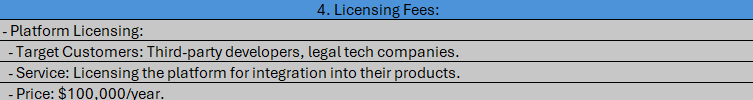 4. Licensing Fees:
- Platform Licensing:
- Target Customers: Third-party developers, legal tech companies.
- Service: Licensing the platform for integration into their products.
- Price: $100,000/year.